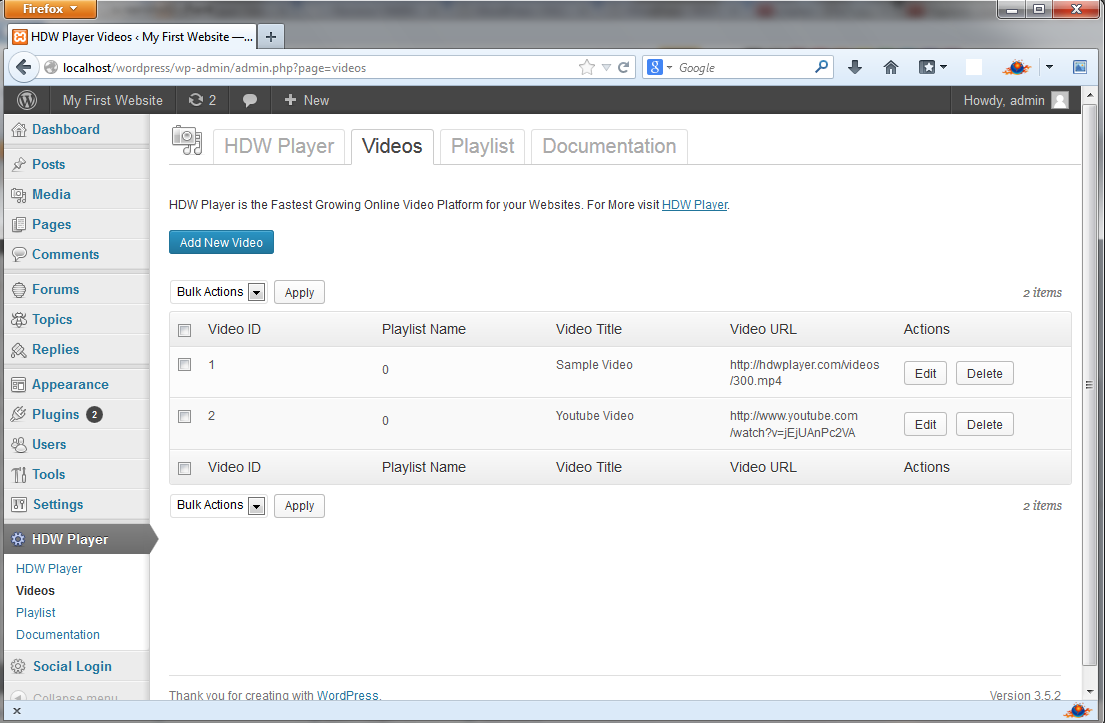 Firefox
HDW Player Videos ‹ My First Website —...
localhost/wordpress/wp-admin/admin.php?page=videos
Google
My First Website
2
New
Howdy, admin
Dashboard
Posts
Media
Pages
Comments
Forums
Topics
Replies
Appearance
Plugins 2
Users
Tools
Settings
HDW Player
HDW Player
Videos
Playlist
Documentation
Social Login
Collapse menu
HDW Player Videos Playlist Documentation
HDW Player is the Fastest Growing Online Video Platform for your Websites. For More visit HDW Player.
Add New Video
Bulk Actions Apply 2 items
Video ID Playlist Name Video Title Video URL Actions
1 0 Sample Video http://hdwplayer.com/videos
/300.mp4 Edit Delete
2 0 Youtube Video http://www.youtube.com
/watch?v=jEjUAnPc2VA Edit Delete
Video ID Playlist Name Video Title Video URL Actions
Bulk Actions Apply 2 items
Thank you for creating with WordPress. Version 3.5.2